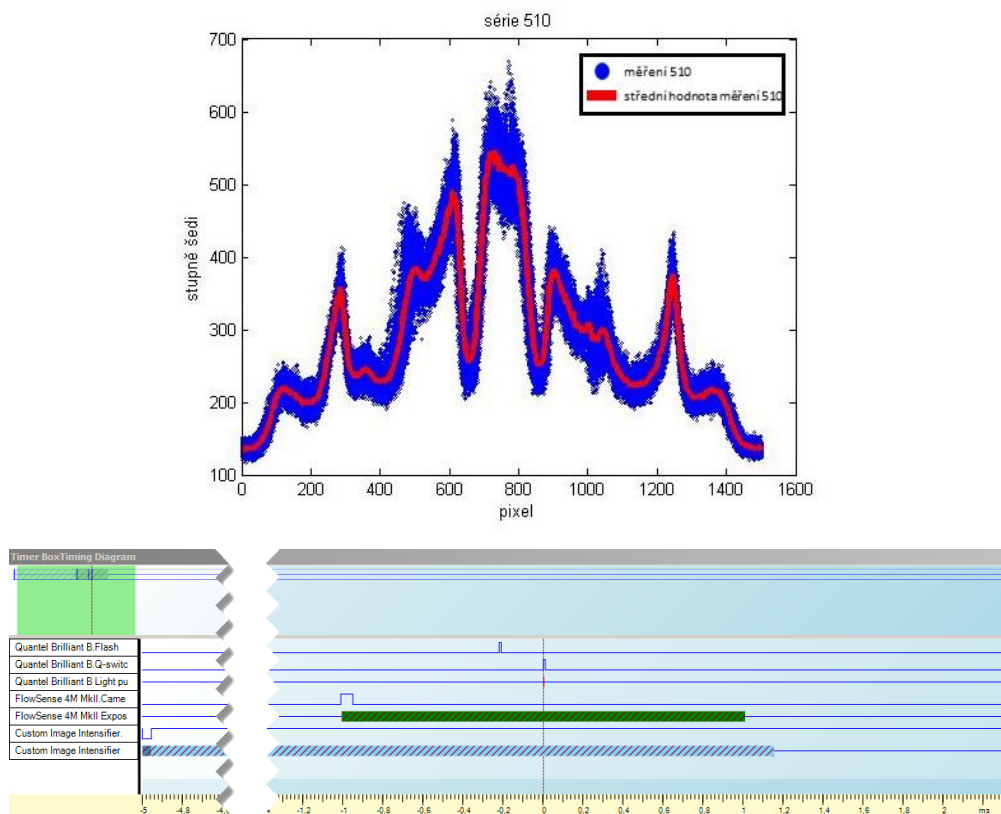 série 510
700
600
500
400
300
200
100
stupně šedi
měření 510
střední hodnota měření 510
0 200 400 600 800 1000 1200 1400 1600
pixel
Timer BoxTiming Diagram
Quantel Brilliant B.Flash
Quantel Brilliant B.Q-switc
Quantel Brilliant B Light pu
FlowSense 4M MkII.Came
FlowSense 4M MkII Expos
Custom Image Intensifier.
Custom Image Intensifier
-5 -4.8 -1.2 -1 -0.8 -0.6 -0.4 -0.2 0 0.2 0.4 0.6 0.8 1 1.2 1.4 1.6 1.8 2 ms